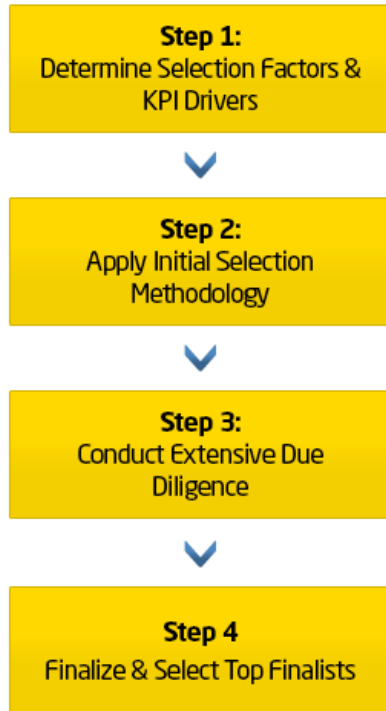 Step 1:
Determine Selection Factors &
KPI Drivers
Step 2:
Apply Initial Selection
Methodology
Step 3:
Conduct Extensive Due
Diligence
Step 4
Finalize & Select Top Finalists